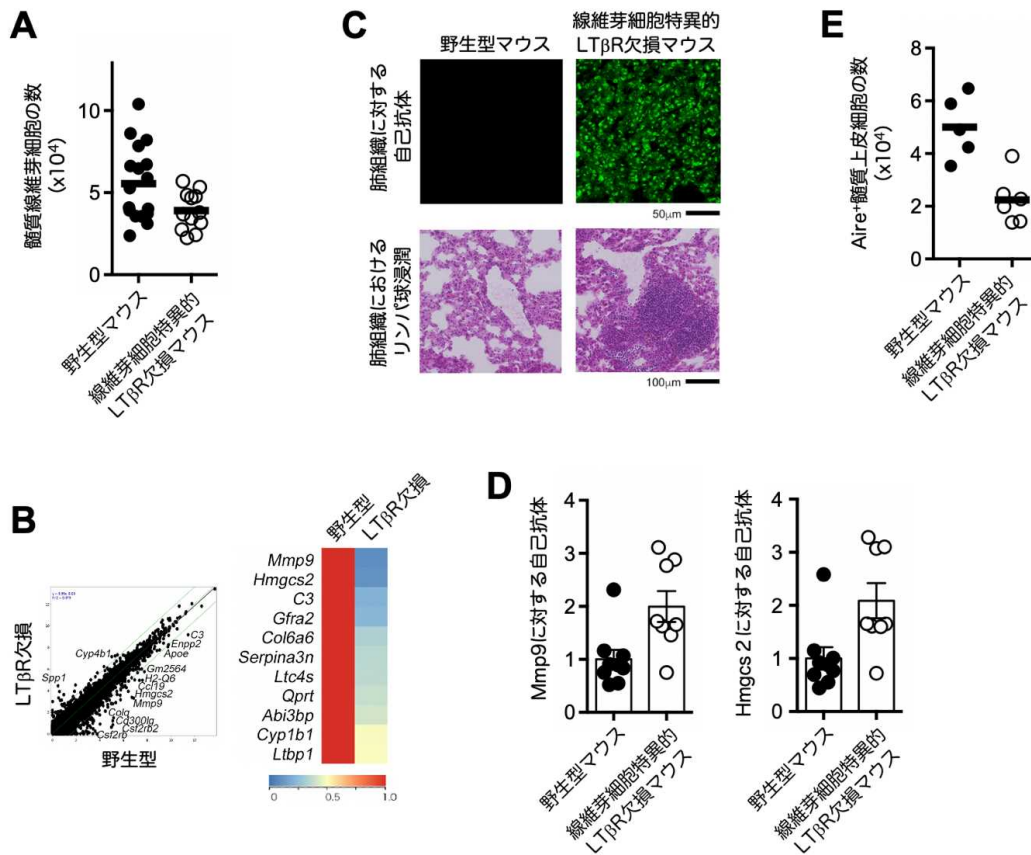 A
髄質線維芽細胞の数
(x10⁴)
10
5
0
野生型マウス
線維芽細胞特異的
LTβR欠損マウス
C
野生型マウス
線維芽細胞特異的
LTβR欠損マウス
肺組織に対する
自己抗体
50μm
肺組織における
リンパ球浸潤
100μm
E
Aire⁺髄質上皮細胞の数
(x10⁴)
8
6
4
2
0
野生型マウス
線維芽細胞特異的
LTβR欠損マウス
B
LTβR欠損
野生型
Cyp4b1
Spp1
C3
Enpp2
Apoe
Gm2564
H2-Q6
Ccl19
Hmgcs2
Mmp9
Colq
Cd300lg
Csf2rb2
Csf2rb
野生型
LTβR欠損
Mmp9
Hmgcs2
C3
Gfra2
Col6a6
Serpina3n
Ltc4s
Qprt
Abi3bp
Cyp1b1
Ltbp1
0 0.5 1.0
D
Mmp9に対する自己抗体
4
3
2
1
0
野生型マウス
線維芽細胞特異的
LTβR欠損マウス
Hmgcs2に対する自己抗体
4
3
2
1
0
野生型マウス
線維芽細胞特異的
LTβR欠損マウス